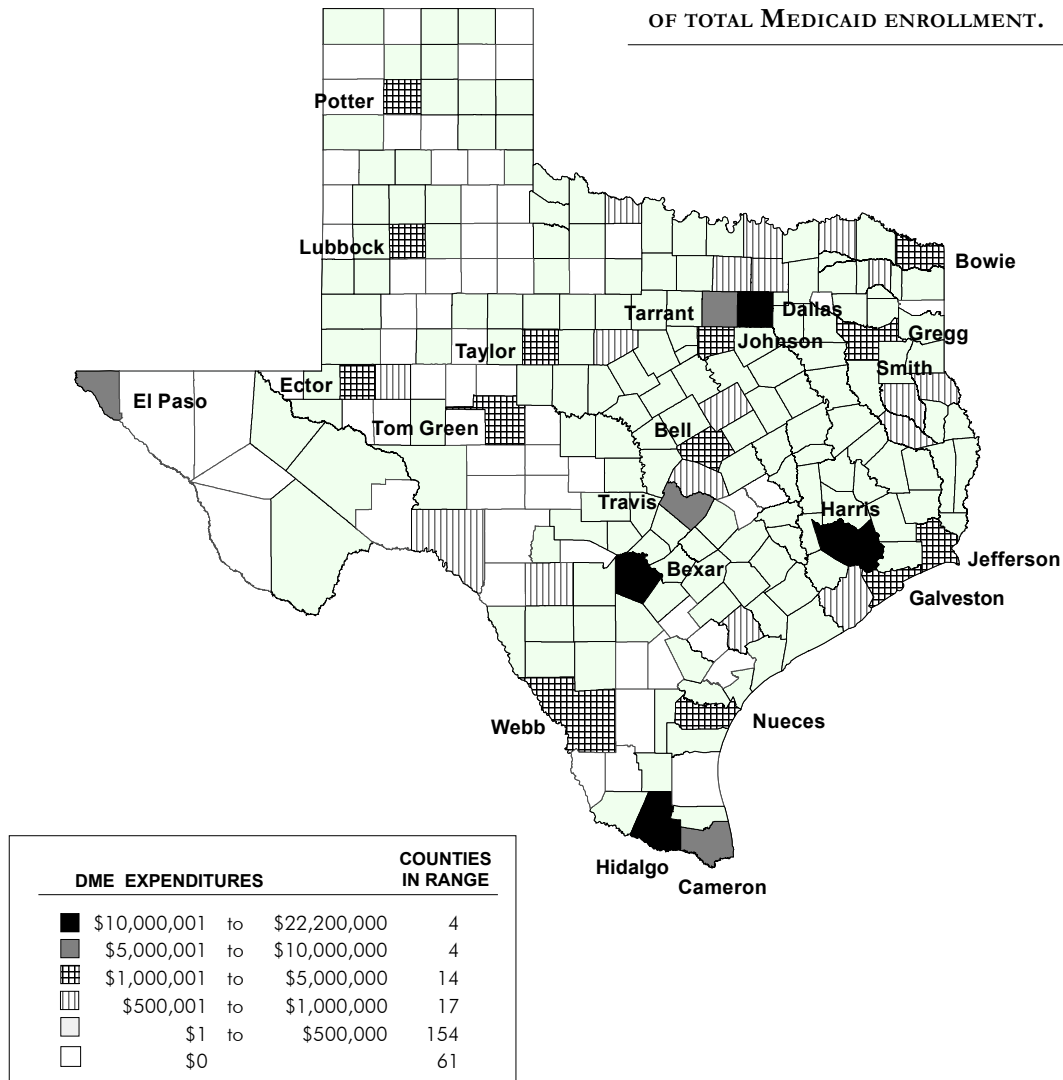 OF TOTAL MEDICAID ENROLLMENT.
Potter
Lubbock
Bowie
Tarrant
Dallas
Gregg
Johnson
Taylor
Smith
Ector
El Paso
Tom Green
Bell
Travis
Harris
Bexar
Jefferson
Galveston
Nueces
Webb
Hidalgo
Cameron
COUNTIES
DME EXPENDITURES IN RANGE
$10,000,001 to $22,200,000 4
$5,000,001 to $10,000,000 4
$1,000,001 to $5,000,000 14
$500,001 to $1,000,000 17
$1 to $500,000 154
$0 61